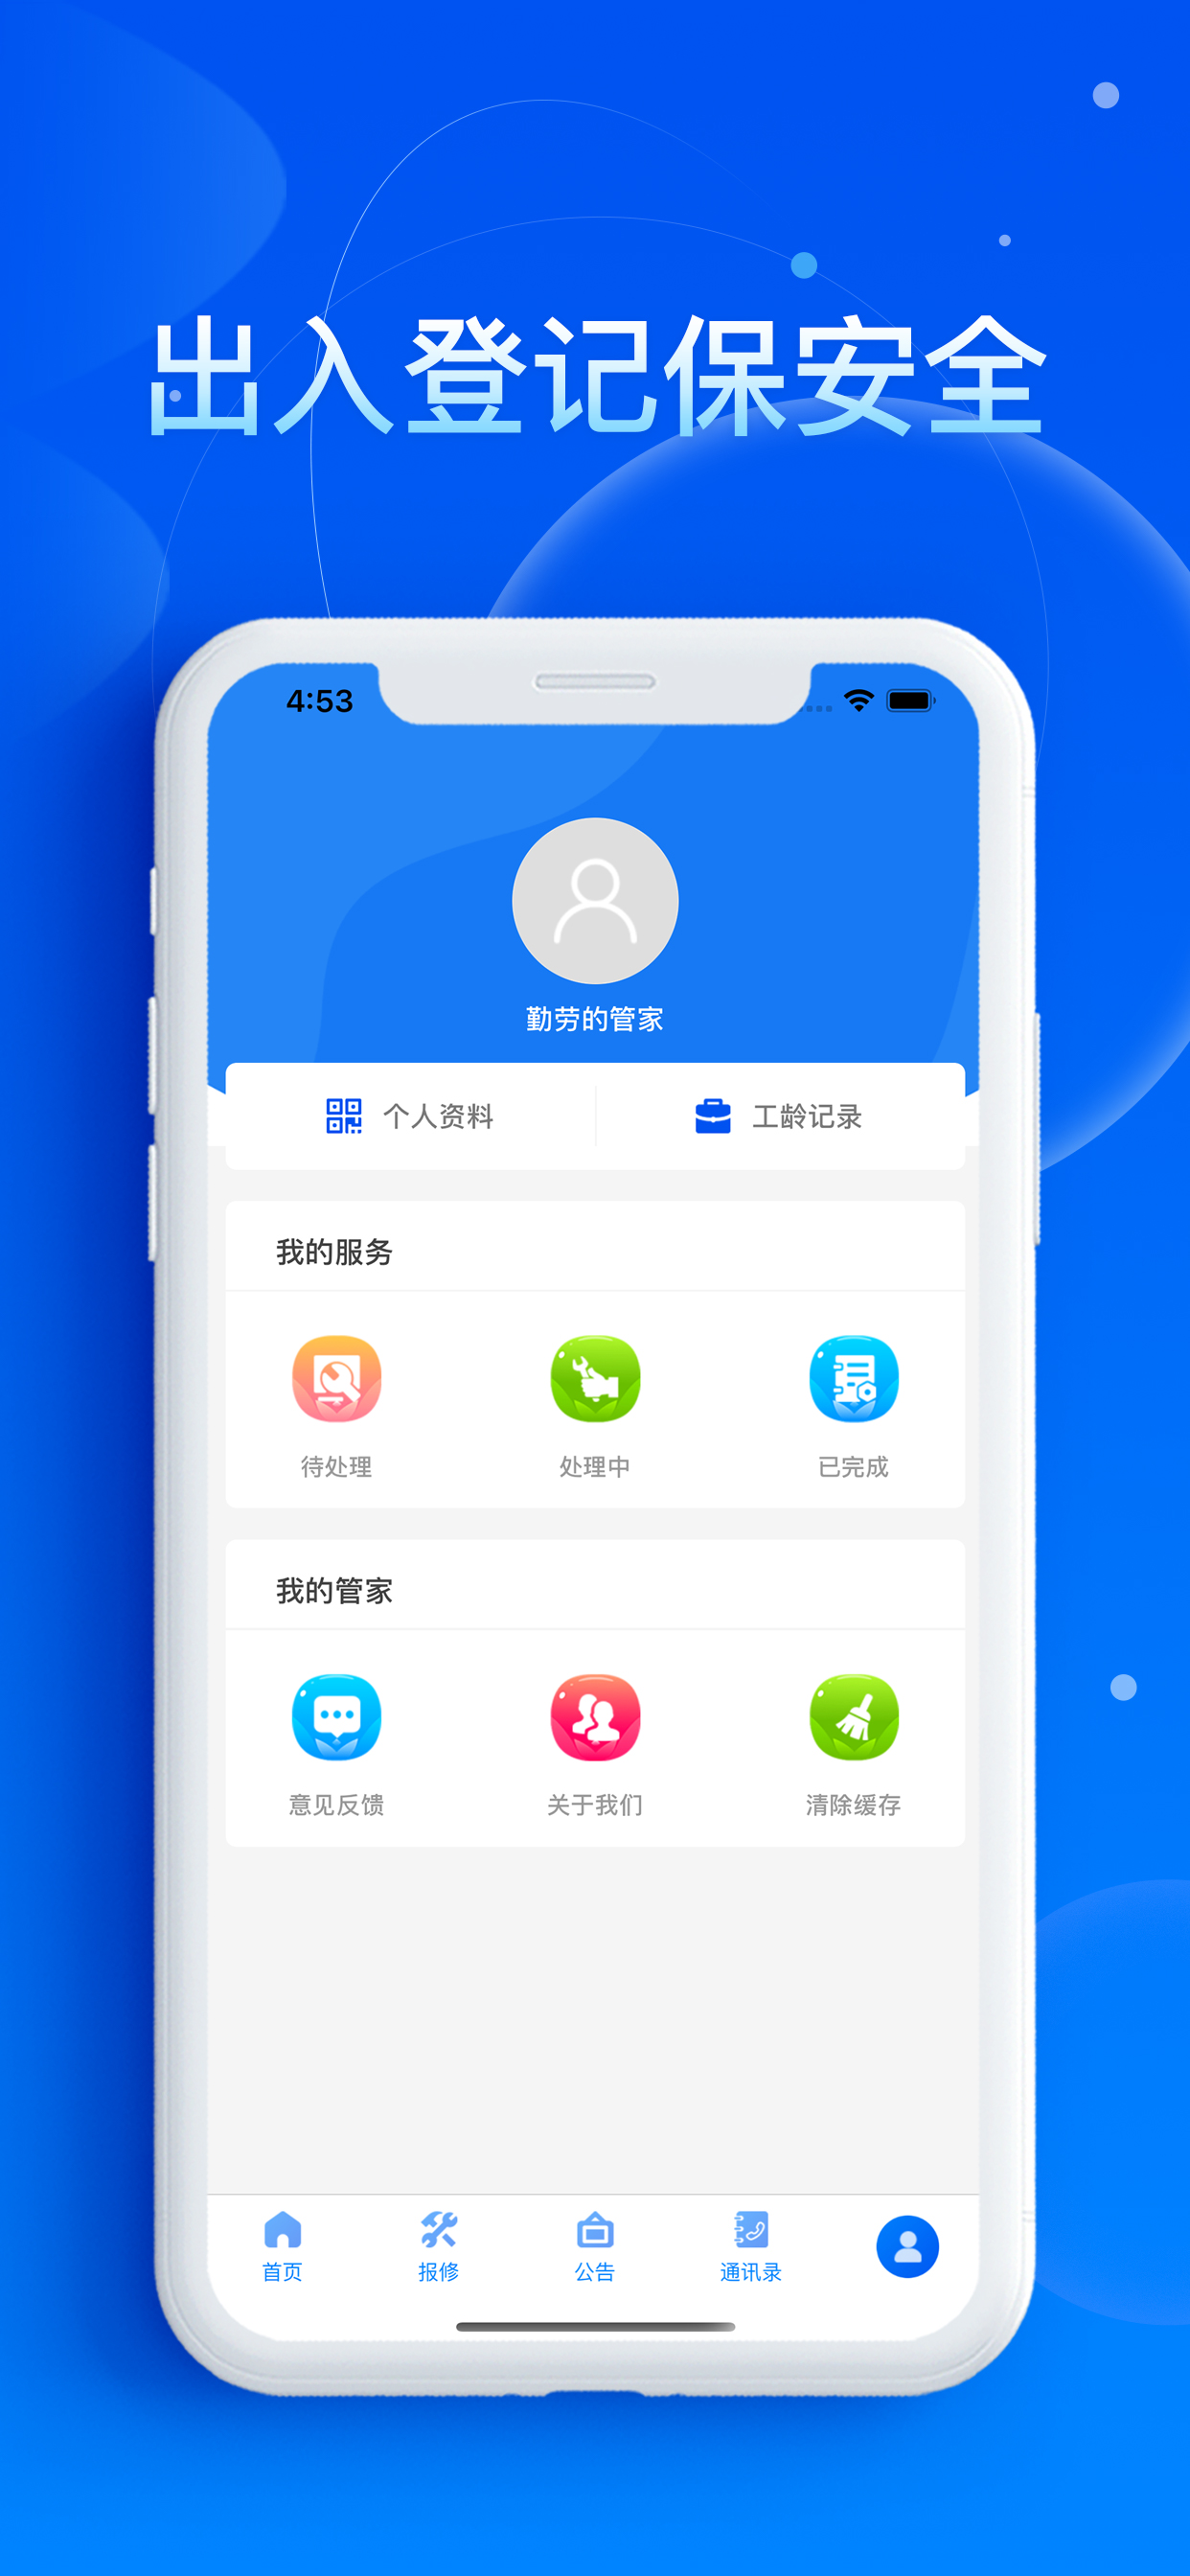 出入登记保安全
4:53
勤劳的管家
个人资料
工龄记录
我的服务
待处理
处理中
已完成
我的管家
意见反馈
关于我们
清除缓存
首页
报修
公告
通讯录